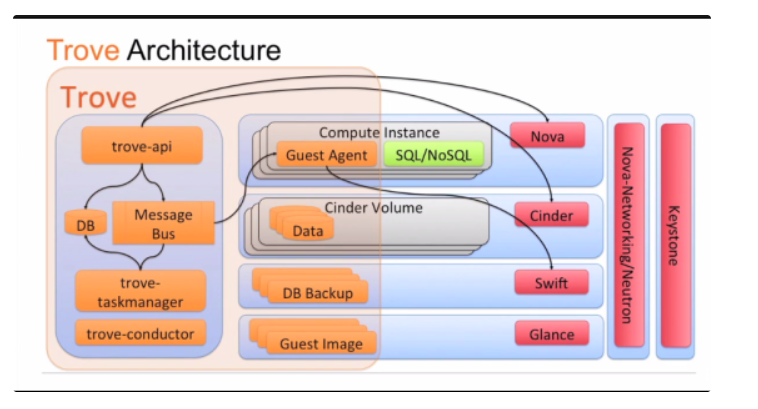 Trove Architecture
Trove
trove-api
DB
Message
Bus
trove-
taskmanager
trove-conductor
Compute Instance
Guest Agent
SQL/NoSQL
Nova
Cinder Volume
Data
Cinder
DB Backup
Swift
Guest Image
Glance
Nova-Networking/Neutron
Keystone